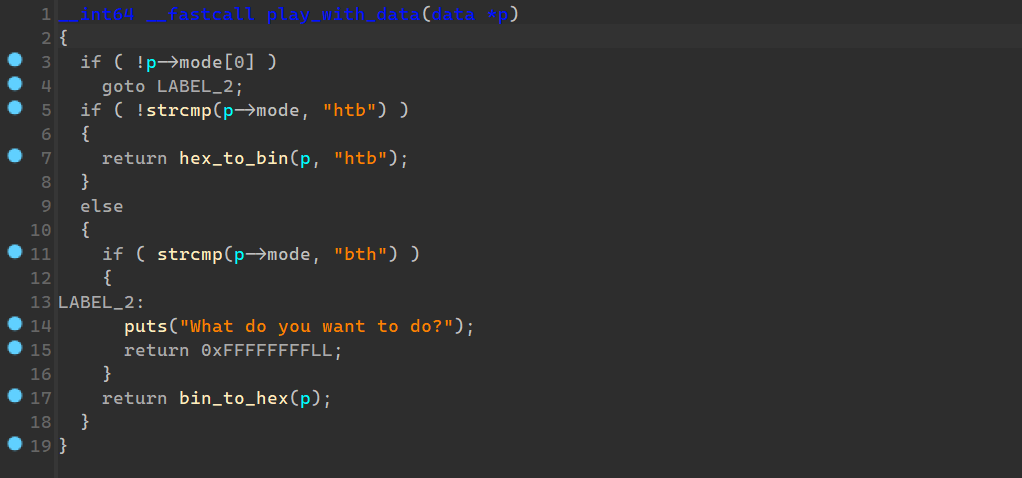 1 __int64 __fastcall play_with_data(data *p)
2 {
3   if ( !p->mode[0] )
4     goto LABEL_2;
5   if ( !strcmp(p->mode, "htb") )
6   {
7     return hex_to_bin(p, "htb");
8   }
9   else
10   {
11     if ( strcmp(p->mode, "bth") )
12     {
13 LABEL_2:
14       puts("What do you want to do?");
15       return 0xFFFFFFFFLL;
16     }
17     return bin_to_hex(p);
18   }
19 }